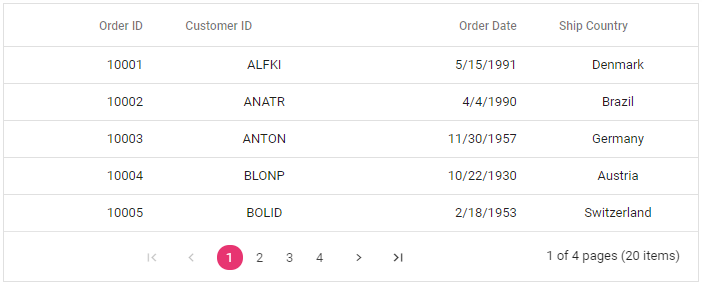 Order ID Customer ID Order Date Ship Country
10001 ALFKI 5/15/1991 Denmark
10002 ANATR 4/4/1990 Brazil
10003 ANTON 11/30/1957 Germany
10004 BLONP 10/22/1930 Austria
10005 BOLID 2/18/1953 Switzerland
1 2 3 4 1 of 4 pages (20 items)